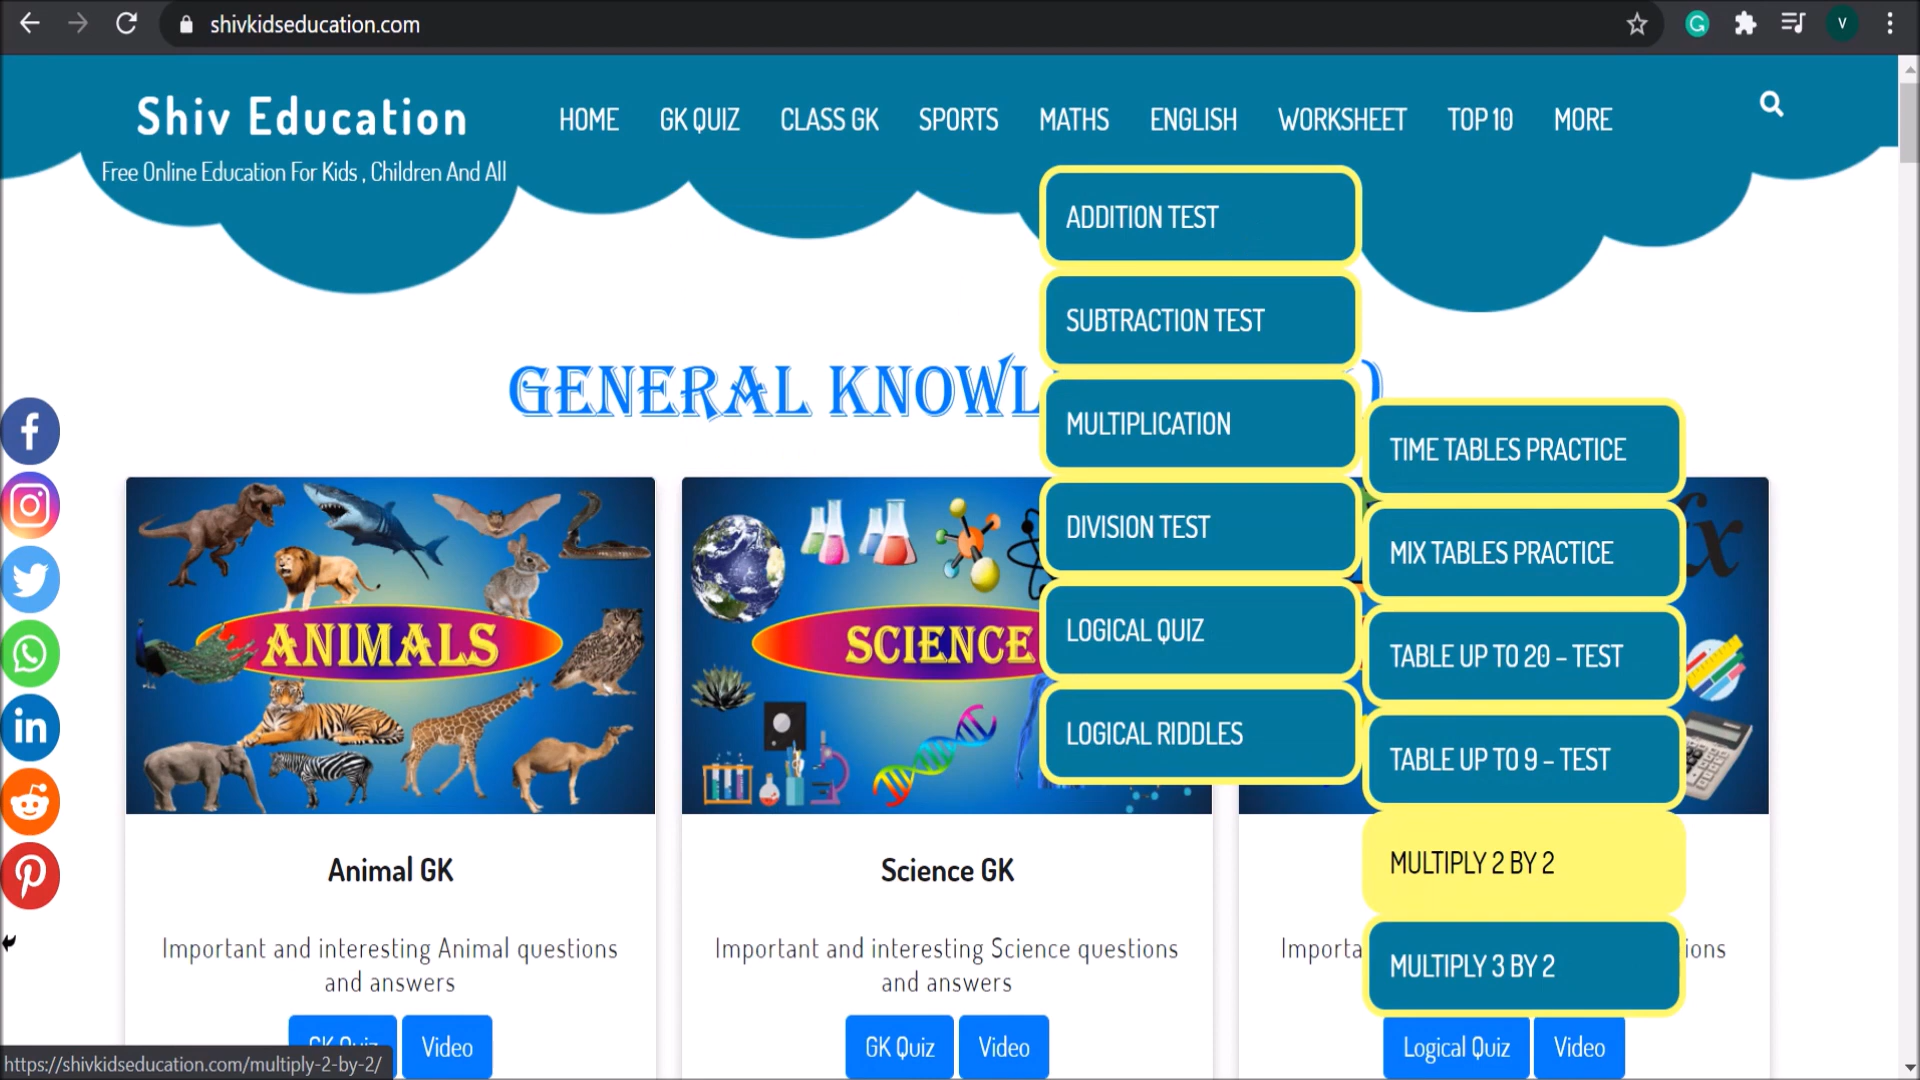 shivkidseducation.com
V
Shiv Education
Free Online Education For Kids , Children And All
HOME GK QUIZ CLASS GK SPORTS MATHS ENGLISH WORKSHEET TOP 10 MORE
ADDITION TEST
SUBTRACTION TEST
MULTIPLICATION
DIVISION TEST
LOGICAL QUIZ
LOGICAL RIDDLES
TIME TABLES PRACTICE
MIX TABLES PRACTICE
TABLE UP TO 20 – TEST
TABLE UP TO 9 – TEST
MULTIPLY 2 BY 2
MULTIPLY 3 BY 2
GENERAL
ANIMALS
SCIENCE
Animal GK
Important and interesting Animal questions
and answers
GK Quiz Video
Science GK
Important and interesting Science questions
and answers
GK Quiz Video
Logical Quiz Video
https://shivkidseducation.com/multiply-2-by-2/